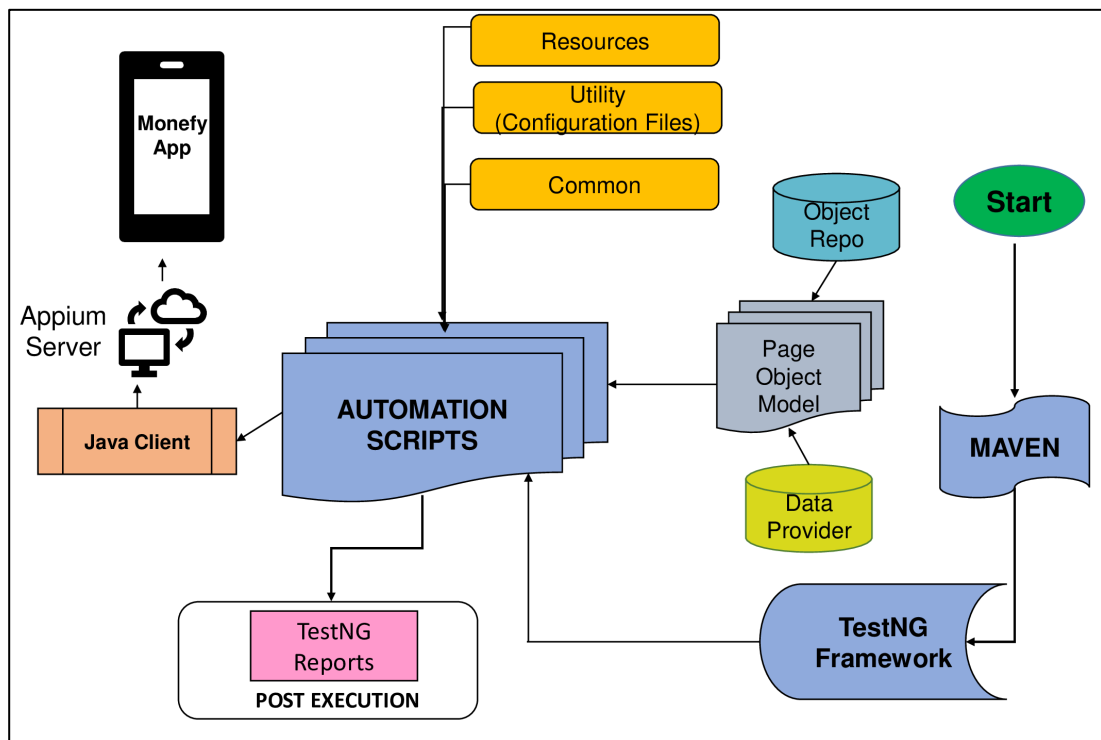 Resources
Utility
(Configuration Files)
Common
Monefy
App
Object
Repo
Start
Appium
Server
Page
Object
Model
AUTOMATION
SCRIPTS
Java Client
MAVEN
Data
Provider
TestNG
Framework
TestNG
Reports
POST EXECUTION